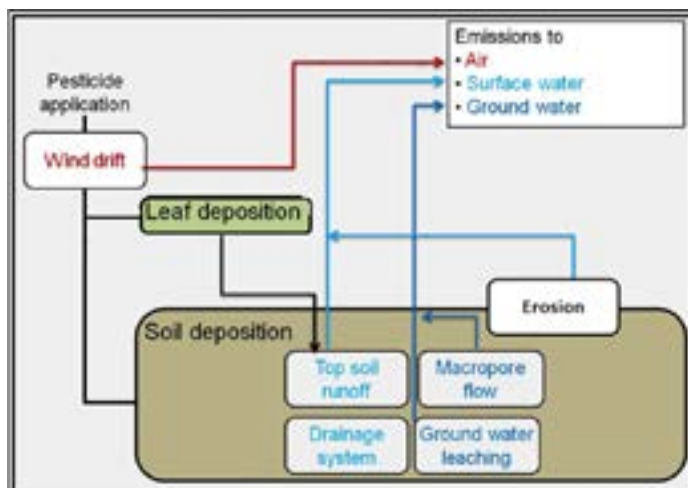 Emissions to
• Air
• Surface water
• Ground water
Pesticide
application
Wind drift
Leaf deposition
Erosion
Soil deposition
Top soil
runoff
Macropore
flow
Drainage
system
Ground water
leaching